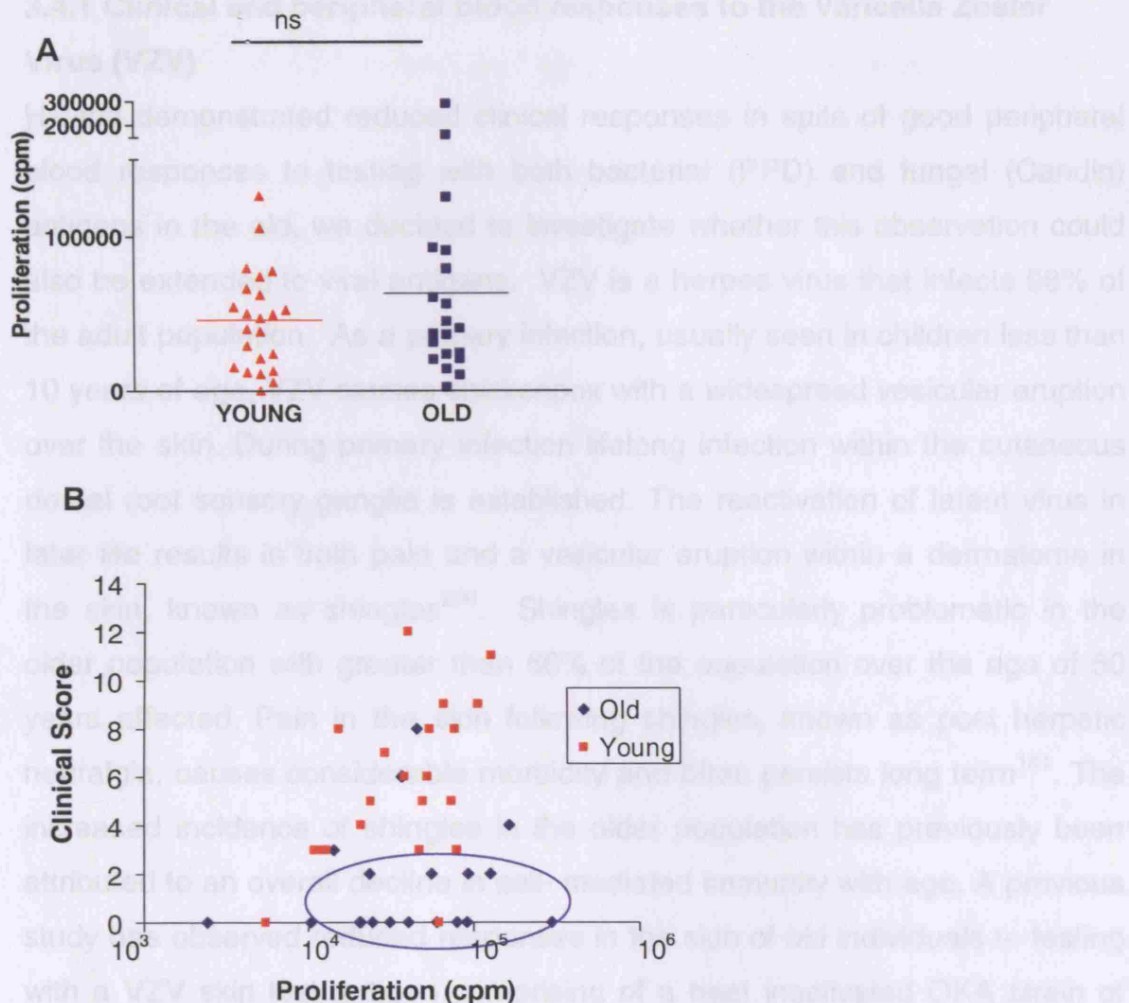 3.4.1 Clinical and peripheral blood responses to the Varicella Zoster
Virus (VZV)
ns
A
300000
200000
100000
0
Proliferation (cpm)
YOUNG
OLD
demonstrated reduced clinical responses in spite of good peripheral
blood responses to testing with both bacterial (PPD) and fungal (Candin)
antigens in the old, we decided to investigate whether this observation could
also be extended to viral antigens. VZV is a herpes virus that infects 98% of
the adult population. As a primary infection, usually seen in children less than
10 years of age, VZV causes chickenpox with a widespread vesicular eruption
over the skin. During primary infection lifelong infection within the cutaneous
dorsal root sensory ganglia is established. The reactivation of latent virus in
later life results in both pain and a vesicular eruption within a dermatome in
the skin, known as shingles. Shingles is particularly problematic in the
older population with greater than 50% of the population over the age of
years affected. Pain in the skin following shingles, known as post herpetic
neuralgia, causes considerable morbidity and often persists long term. The
increased incidence of shingles in the older population has previously been
attributed to an overall decline in cell mediated immunity with age. A previous
study has observed reduced responses in the skin of old individuals to testing
with a VZV skin test of a heat inactivated OKA strain of
B
14
12
10
8
6
4
2
0
Clinical Score
Old
Young
10³
10⁴
10⁵
10⁶
Proliferation (cpm)